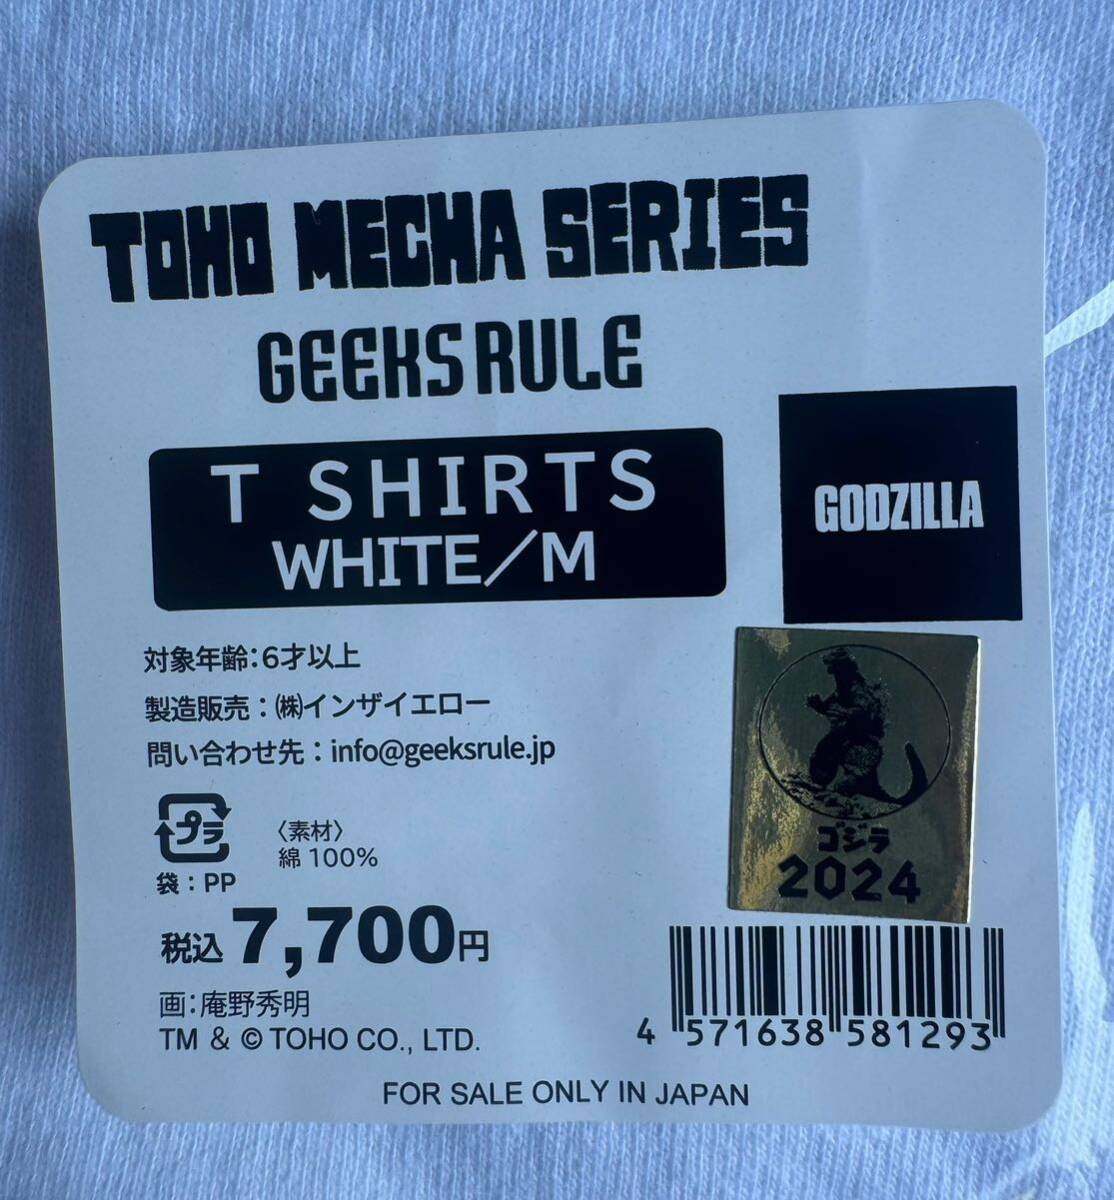 TOHO MECHA SERIES
GEEKS RULE
T SHIRTS
WHITE/M
GODZILLA
対象年齢:6才以上
製造販売:㈱インザイエロー
問い合わせ先:info@geeksrule.jp
プラ
袋:PP
〈素材〉
綿100%
ゴジラ
2024
税込7,700円
画:庵野秀明
TM & © TOHO CO., LTD.
4 571638 581293
FOR SALE ONLY IN JAPAN